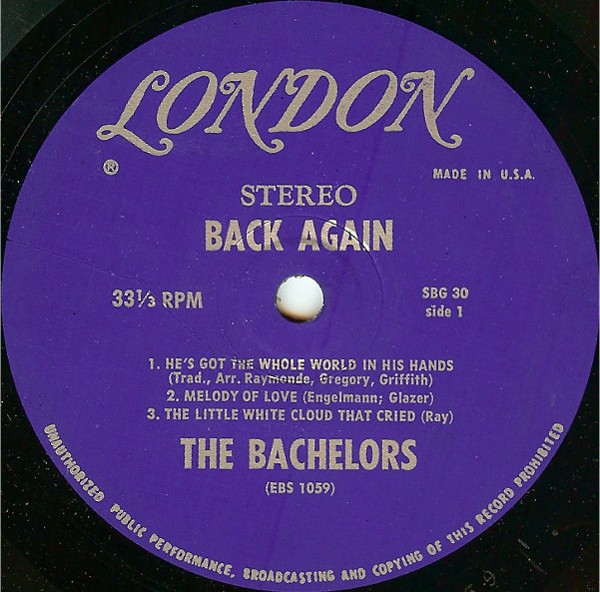 LONDON
®
MADE IN U.S.A.
STEREO
BACK AGAIN
33⅓ RPM
SBG 30
side 1
1. HE'S GOT THE WHOLE WORLD IN HIS HANDS
(Trad., Arr. Raymonde, Gregory, Griffith)
2. MELODY OF LOVE (Engelmann; Glazer)
3. THE LITTLE WHITE CLOUD THAT CRIED (Ray)
THE BACHELORS
(EBS 1059)
UNAUTHORIZED PUBLIC PERFORMANCE, BROADCASTING AND COPYING OF THIS RECORD PROHIBITED